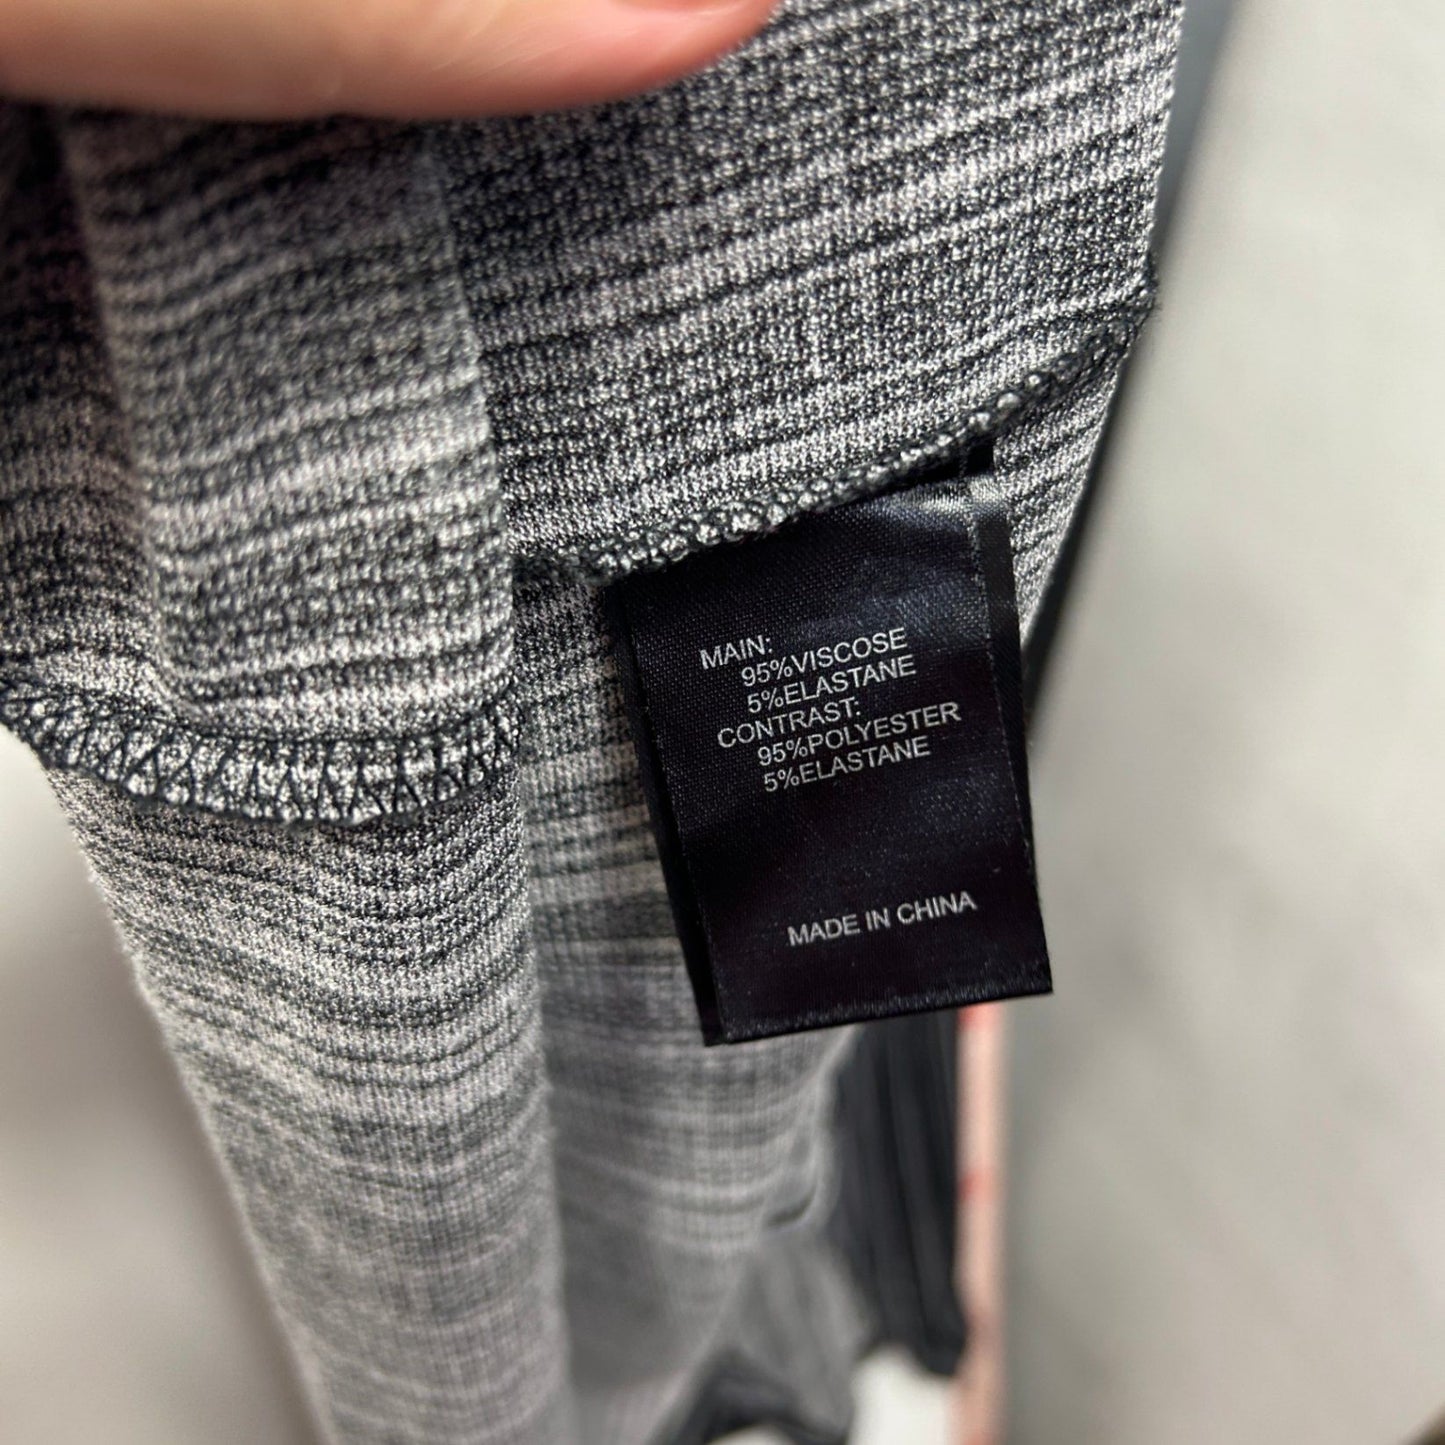 MAIN:
95%VISCOSE
5%ELASTANE
CONTRAST:
95%POLYESTER
5%ELASTANE
MADE IN CHINA